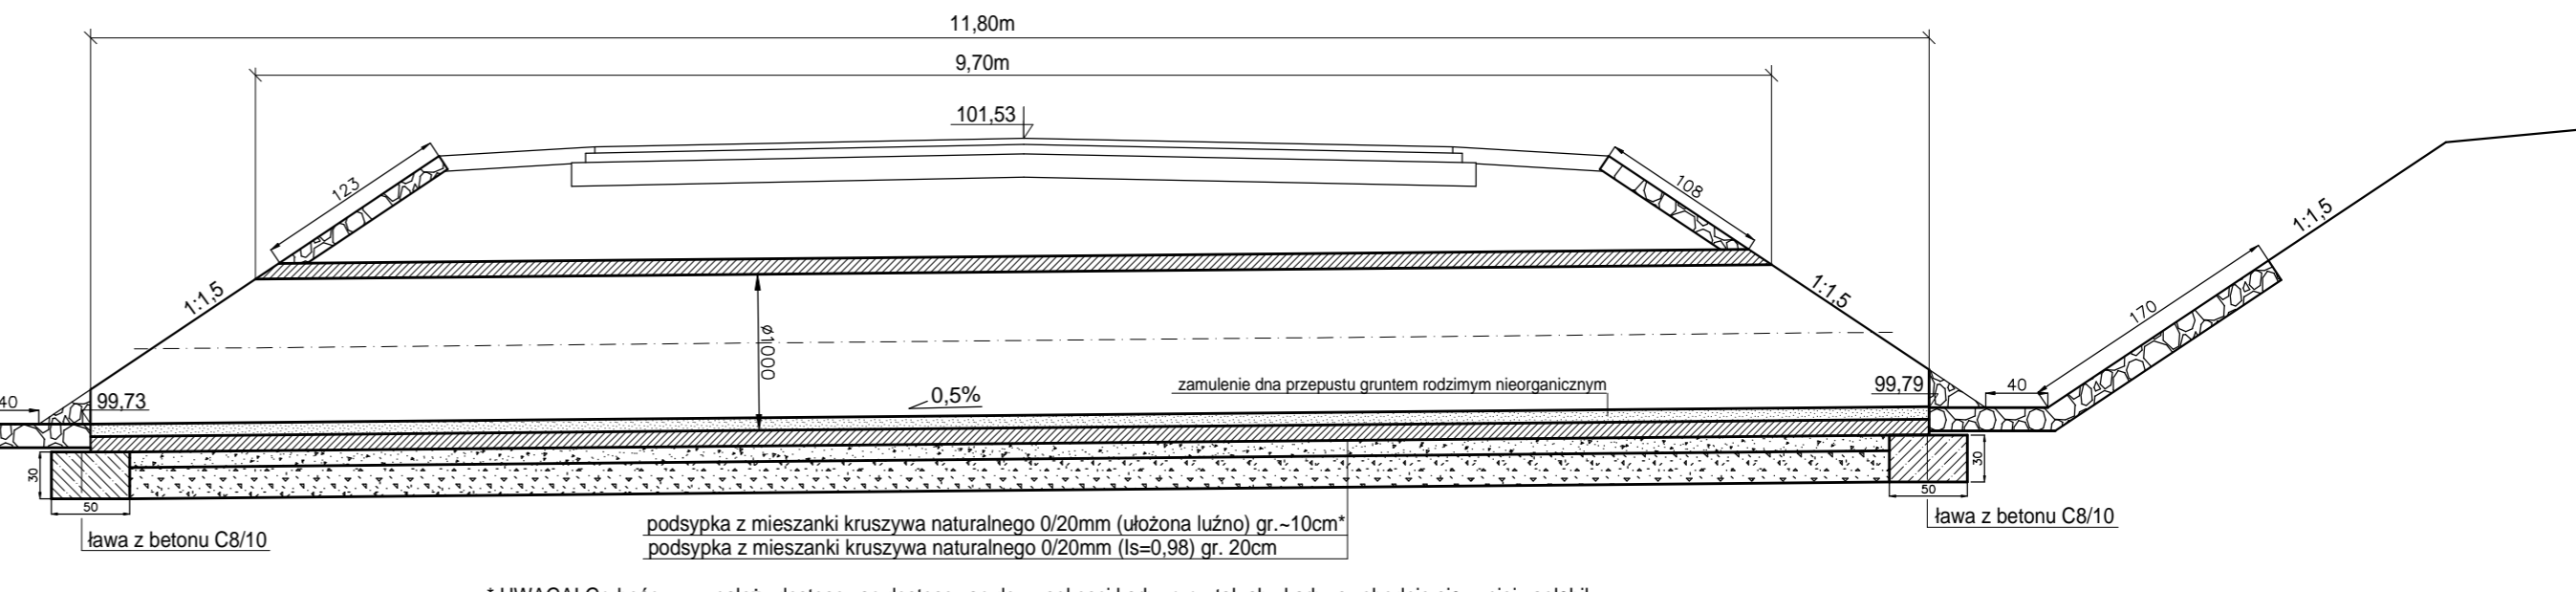 11,80m
9,70m
101,53
123
108
1:1,5
1:1,5
1:1,5
170
ø1000
zamulenie dna przepustu gruntem rodzimym nieorganicznym
40
99,73
0,5%
99,79
40
30
50
30
50
ława z betonu C8/10
podsypka z mieszanki kruszywa naturalnego 0/20mm (ułożona luźno) gr.~10cm*
podsypka z mieszanki kruszywa naturalnego 0/20mm (Is=0,98) gr. 20cm
ława z betonu C8/10
* UWAGA!